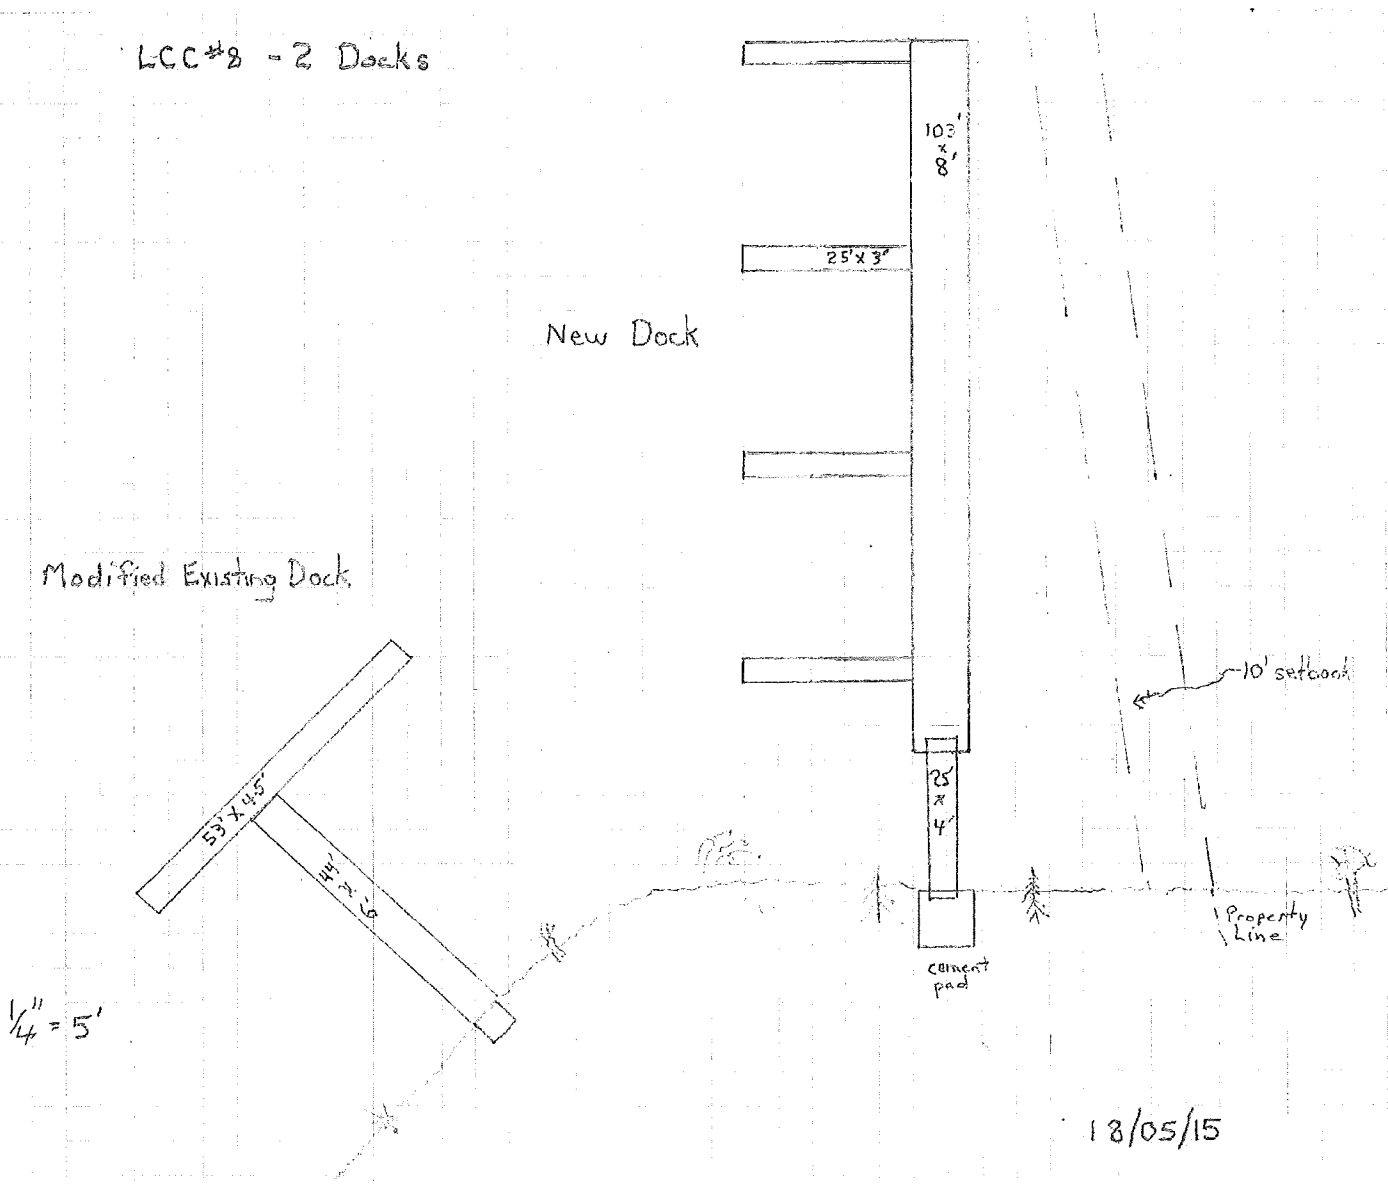 LCC#8 - 2 Docks
103'
x
8'
25' x 3'
New Dock
Modified Existing Dock
~10' setback
25'
x
4'
53' x 4.5'
44' x 6'
Property
Line
cement
pad
1/4" = 5'
18/05/15